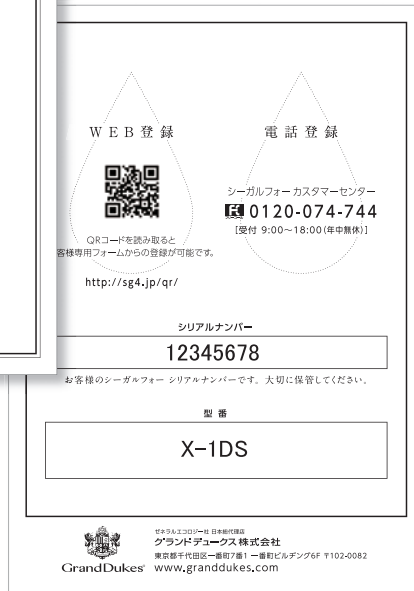 WEB登録
QRコードを読み取ると
客様専用フォームからの登録が可能です。
http://sg4.jp/qr/
電話登録
シーガルフォー カスタマーセンター
0120-074-744
[受付 9:00〜18:00(年中無休)]
シリアルナンバー
12345678
お客様のシーガルフォー シリアルナンバーです。大切に保管してください。
型番
X-1DS
GrandDukes
ゼネラルエコロジー社 日本総代理店
グランドデュークス株式会社
東京都千代田区一番町7番1 一番町ビルヂング6F 〒102-0082
www.granddukes.com